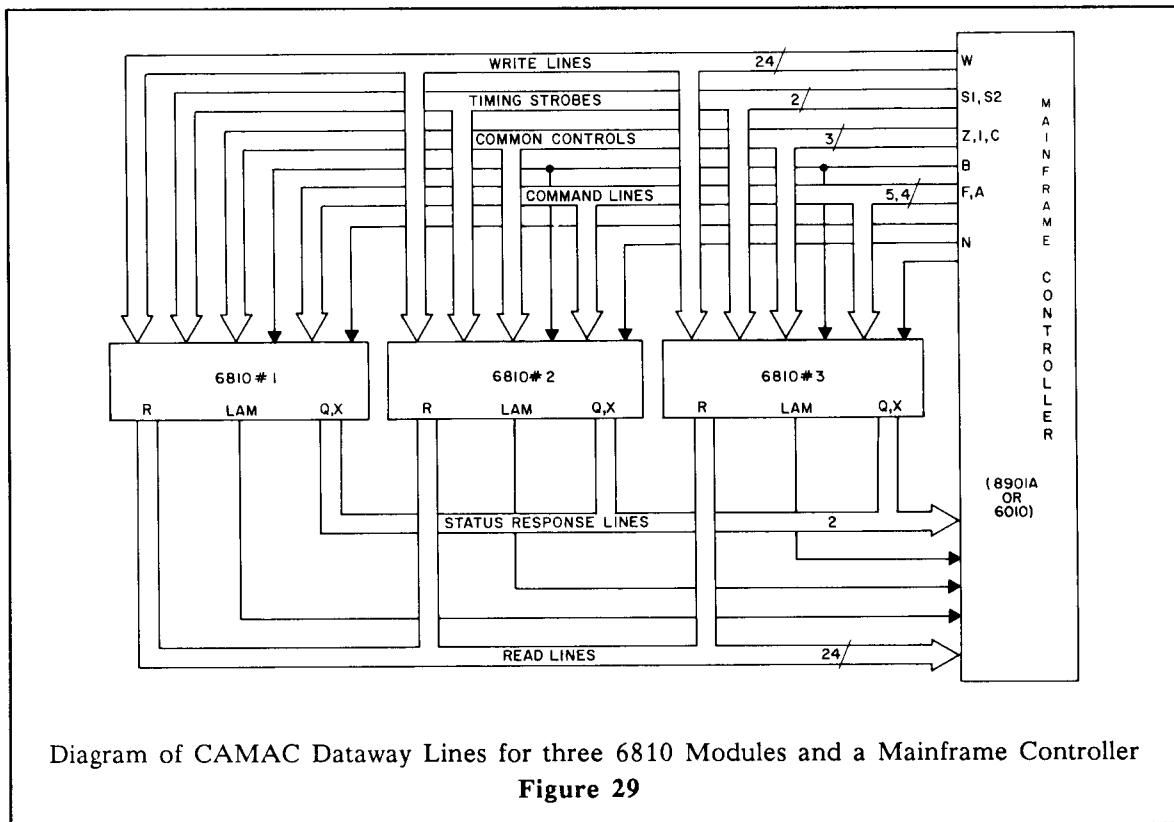 WRITE LINES 24/ W
TIMING STROBES 2/ S1, S2
COMMON CONTROLS 3/ Z, I, C
B
COMMAND LINES 5,4/ F,A
N
MAINFRAME CONTROLLER
(8901A
OR
6010)
6810#1
R LAM Q,X
6810#2
R LAM Q,X
6810#3
R LAM Q,X
STATUS RESPONSE LINES 2
READ LINES 24/
Diagram of CAMAC Dataway Lines for three 6810 Modules and a Mainframe Controller
Figure 29